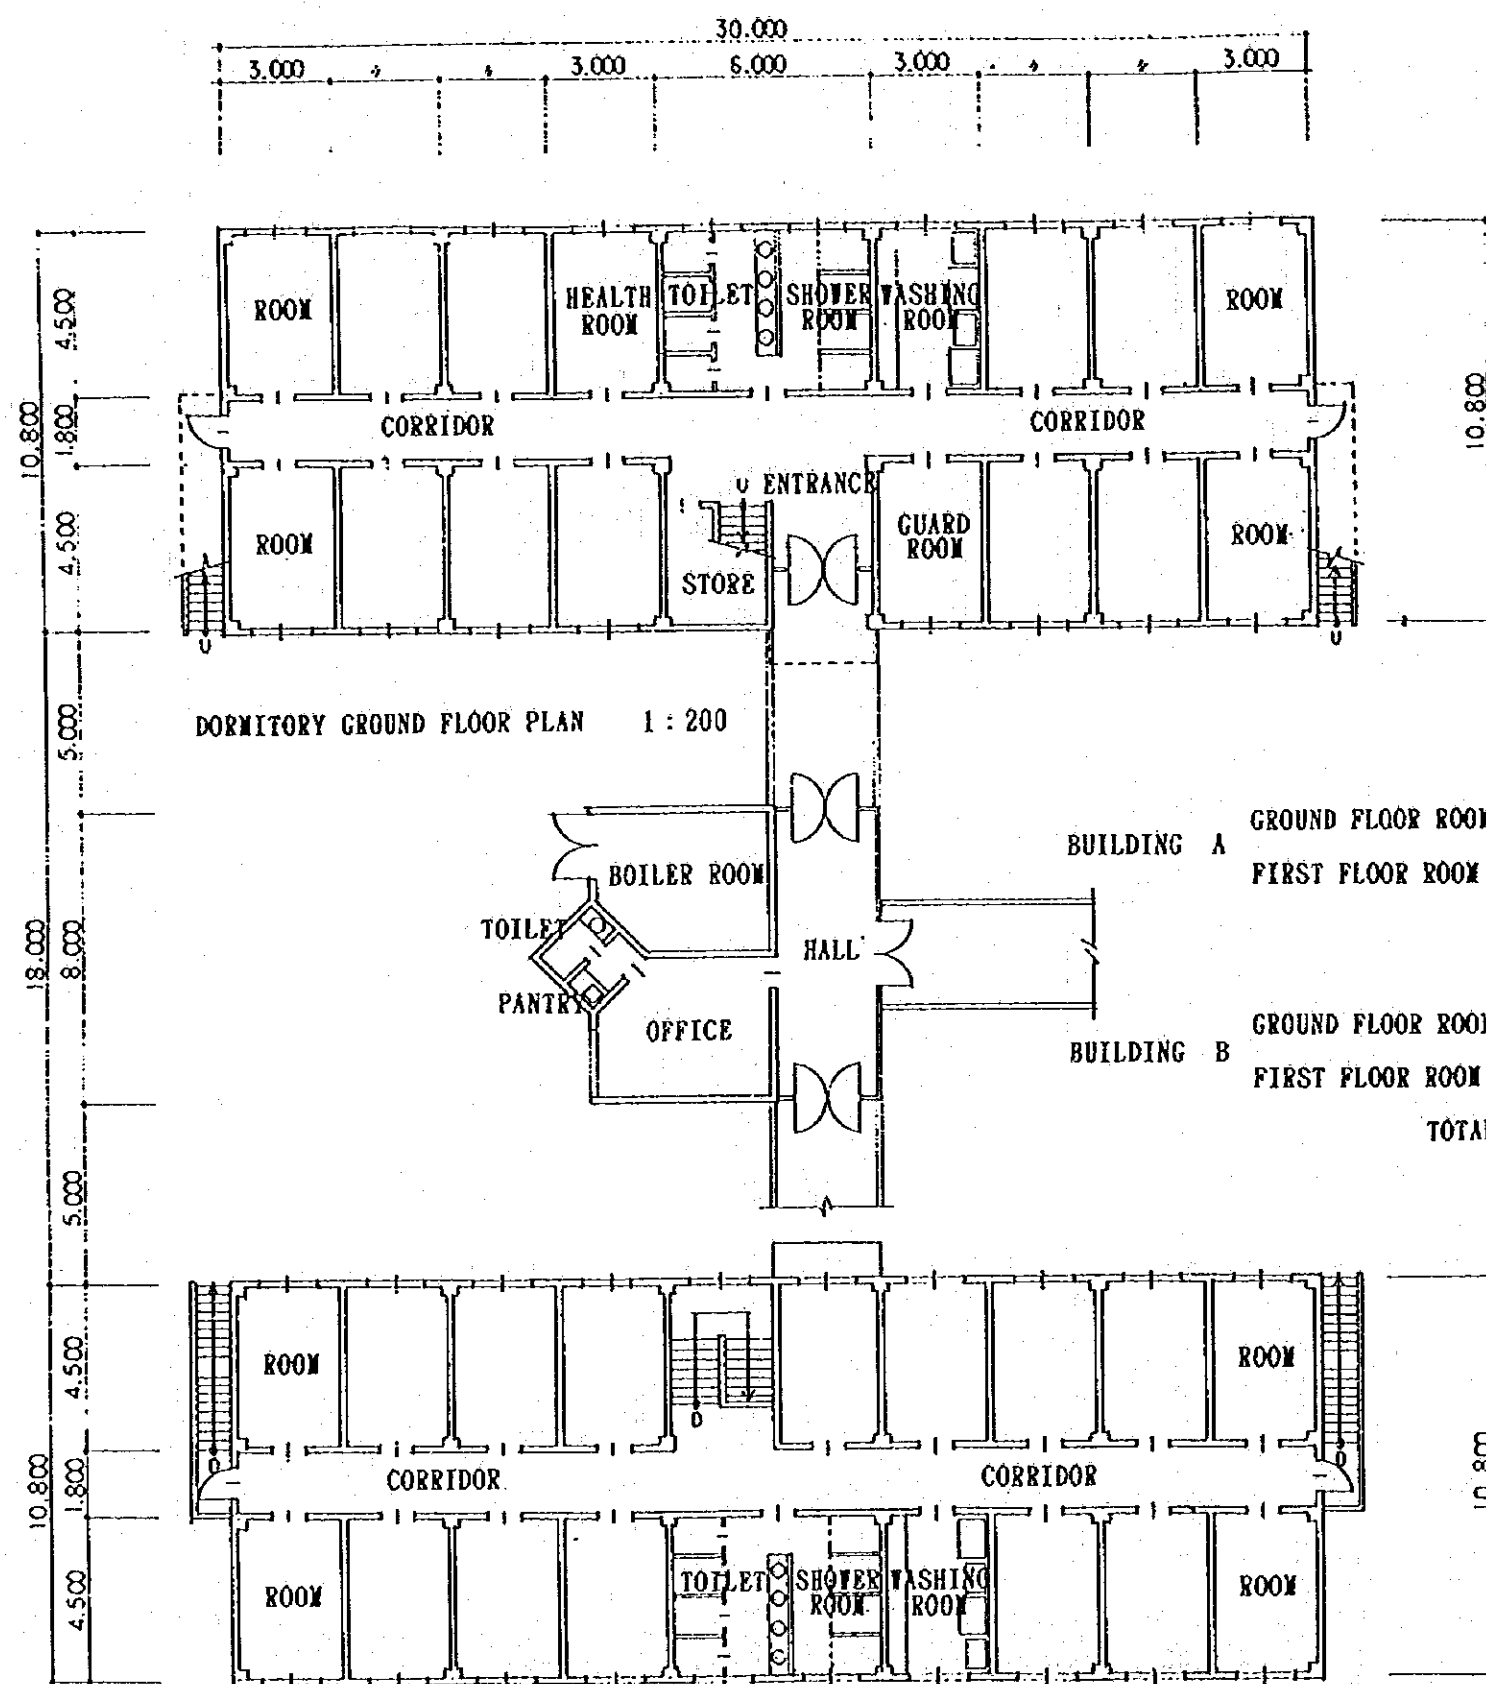 30.000
3.000 〃 〃 3.000 6.000 3.000 〃 〃 3.000
4.500
1.800
10.800
4.500
10.800
ROOM
HEALTH
ROOM
TOILET
SHOWER
ROOM
WASHING
ROOM
ROOM
CORRIDOR
CORRIDOR
U ENTRANCE
ROOM
STORE
GUARD
ROOM
ROOM
U
U
DORMITORY GROUND FLOOR PLAN 1 : 200
5.000
18.000
8.000
5.000
BOILER ROOM
TOILET
PANTRY
OFFICE
HALL
BUILDING A
GROUND FLOOR ROOM
FIRST FLOOR ROOM
BUILDING B
GROUND FLOOR ROOM
FIRST FLOOR ROOM
TOTAL
4.500
1.800
10.800
4.500
10.800
ROOM
D
ROOM
D
D
CORRIDOR
CORRIDOR
ROOM
TOILET
SHOWER
ROOM
WASHING
ROOM
ROOM